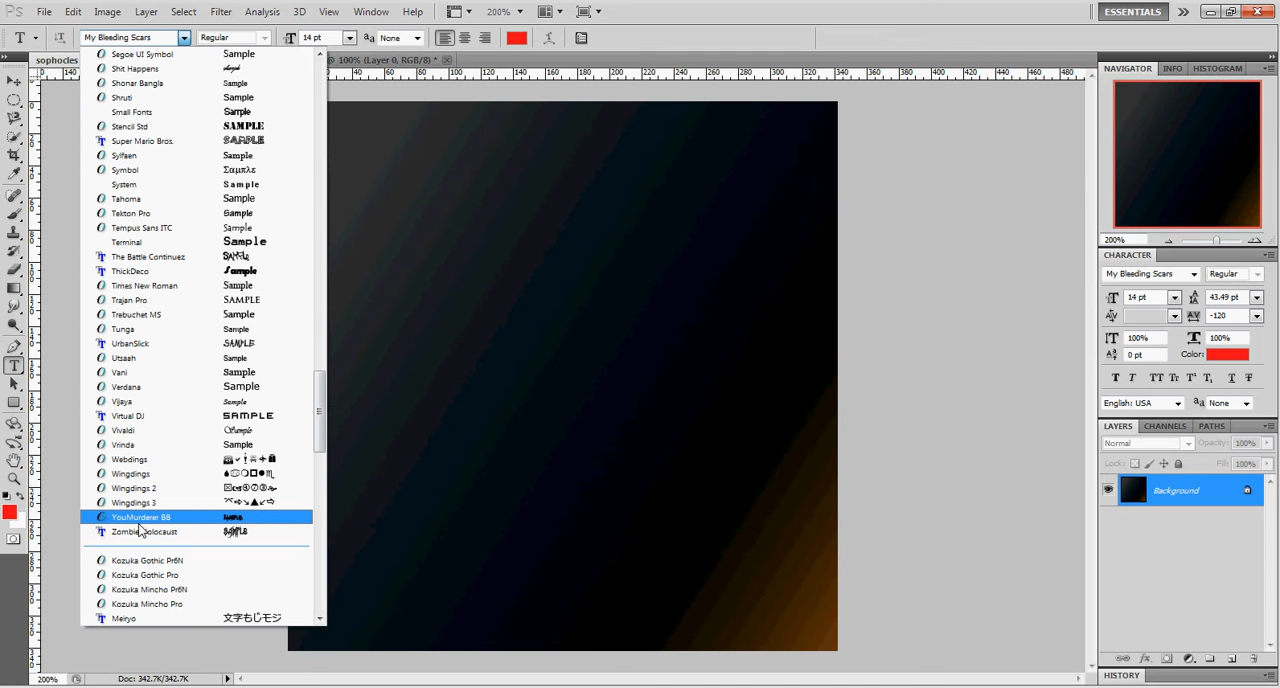 Ps File Edit Image Layer Select Filter Analysis 3D View Window Help 200% ESSENTIALS
T My Bleeding Scars Regular 14 pt aa None
sophocles @ 100% (Layer 0, RGB/8) *
Segoe UI Symbol Sample
Shit Happens
Shonar Bangla Sample
Shruti Sample
Small Fonts Sample
Stencil Std SAMPLE
Super Mario Bros. SAMPLE
Sylfaen Sample
Symbol Σαμπλε
System Sample
Tahoma Sample
Tekton Pro Sample
Tempus Sans ITC Sample
Terminal Sample
The Battle Continuez SAMPLE
ThickDeco Sample
Times New Roman Sample
Trajan Pro SAMPLE
Trebuchet MS Sample
Tunga Sample
UrbanSlick SAMPLE
Utsaah Sample
Vani Sample
Verdana Sample
Vijaya Sample
Virtual DJ SAMPLE
Vivaldi Sample
Vrinda Sample
Webdings
Wingdings
Wingdings 2
Wingdings 3
YouMurderer BB
Zombie Holocaust SAMPLE
Kozuka Gothic Pr6N
Kozuka Gothic Pro
Kozuka Mincho Pr6N
Kozuka Mincho Pro
Meiryo 文字もじモジ
200% Doc: 342.7K/342.7K
NAVIGATOR INFO HISTOGRAM
200%
CHARACTER
My Bleeding Scars Regular
14 pt 43.49 pt
-120
100% 100%
0 pt Color:
T T TT Tr T¹ T₁ T T
English: USA aa None
LAYERS CHANNELS PATHS
Normal Opacity: 100%
Lock: Fill: 100%
Background
HISTORY